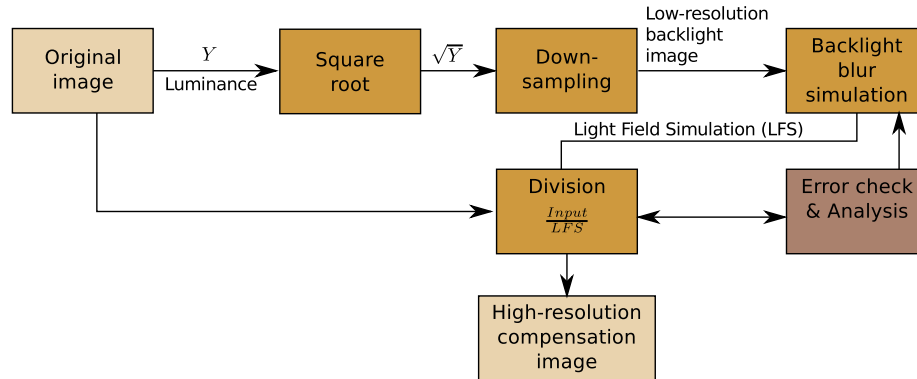 Original
image
Y
Luminance
Square
root
√Y
Down-
sampling
Low-resolution
backlight
image
Backlight
blur
simulation
Light Field Simulation (LFS)
Division
Input
LFS
Error check
& Analysis
High-resolution
compensation
image